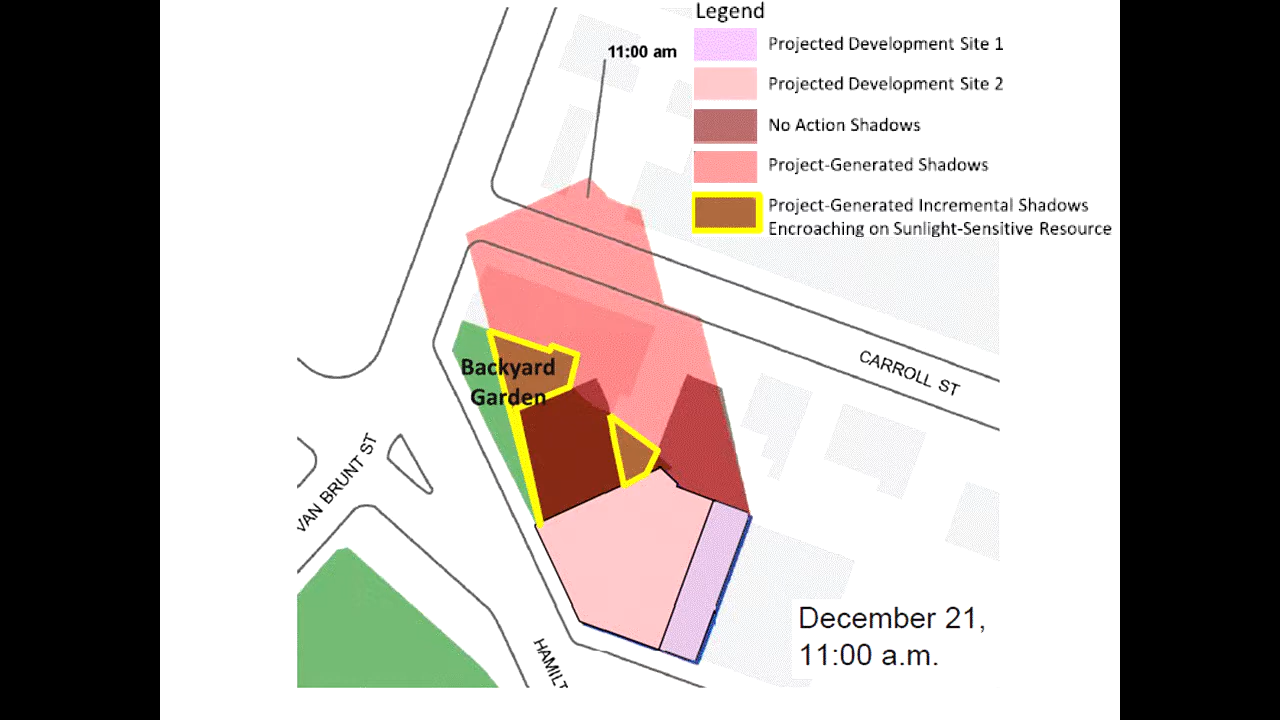 Legend
11:00 am
Projected Development Site 1
Projected Development Site 2
No Action Shadows
Project-Generated Shadows
Project-Generated Incremental Shadows
Encroaching on Sunlight-Sensitive Resource
Backyard
Garden
CARROLL ST
VAN BRUNT ST
HAMILT
December 21,
11:00 a.m.